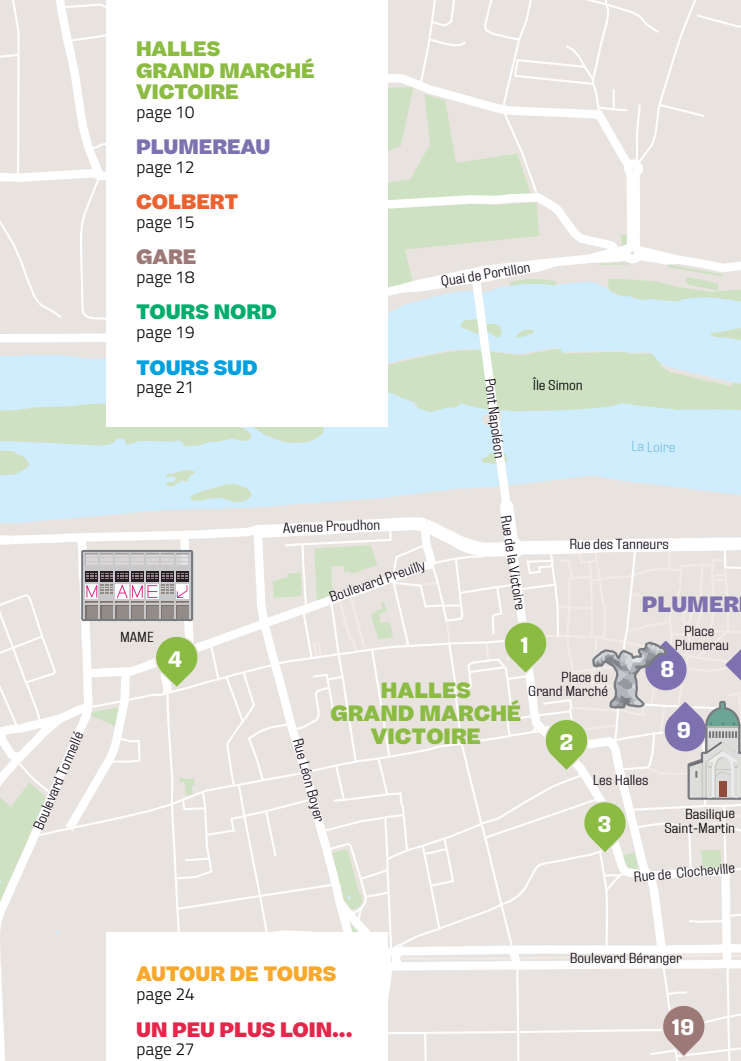 HALLES
GRAND MARCHÉ
VICTOIRE
page 10
PLUMEREAU
page 12
COLBERT
page 15
GARE
page 18
TOURS NORD
page 19
TOURS SUD
page 21
Quai de Portillon
Île Simon
Pont Napoléon
La Loire
Avenue Proudhon
Rue de la Victoire
Rue des Tanneurs
Boulevard Preuilly
MAME
MAME
4
1
PLUMER
Place
Plumerau
8
Place du
Grand Marché
HALLES
GRAND MARCHÉ
VICTOIRE
9
2
Les Halles
Boulevard Tonnellé
Rue Léon Boyer
3
Basilique
Saint-Martin
Rue de Clocheville
Boulevard Béranger
AUTOUR DE TOURS
page 24
UN PEU PLUS LOIN...
page 27
19